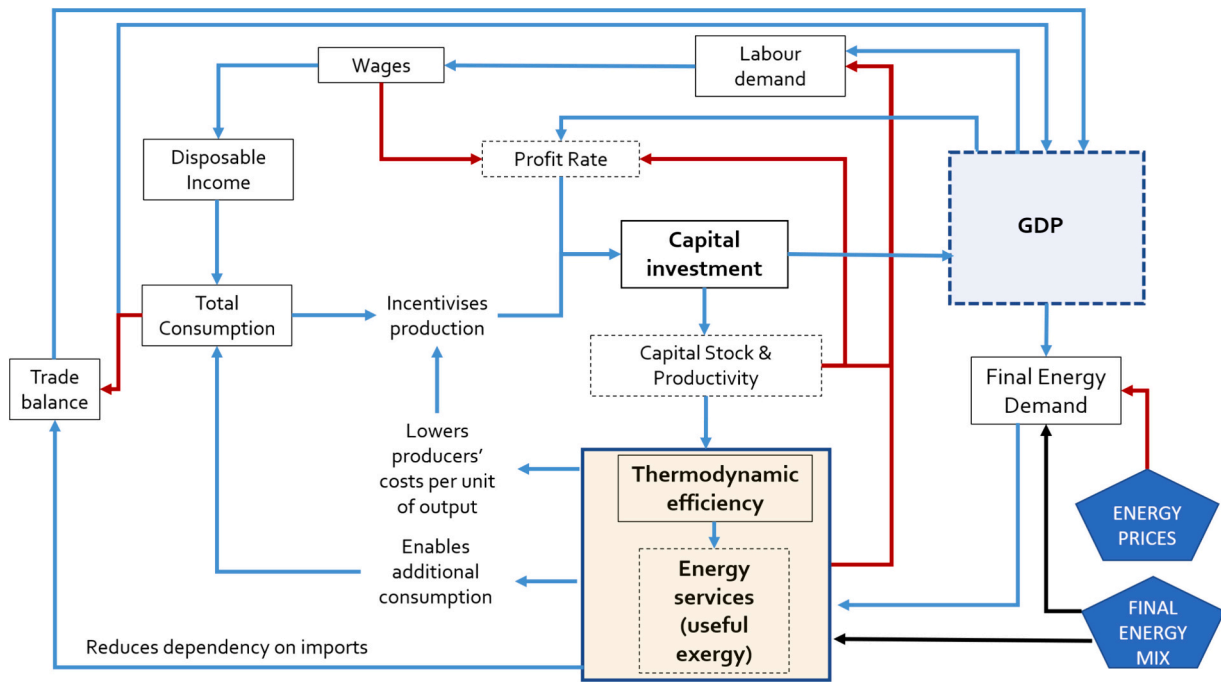 Wages
Labour
demand
Disposable
Income
Profit Rate
GDP
Capital
investment
Total
Consumption
Incentivises
production
Capital Stock &
Productivity
Trade
balance
Final Energy
Demand
Lowers
producers'
costs per unit
of output
Thermodynamic
efficiency
ENERGY
PRICES
Enables
additional
consumption
Energy
services
(useful
exergy)
FINAL
ENERGY
MIX
Reduces dependency on imports